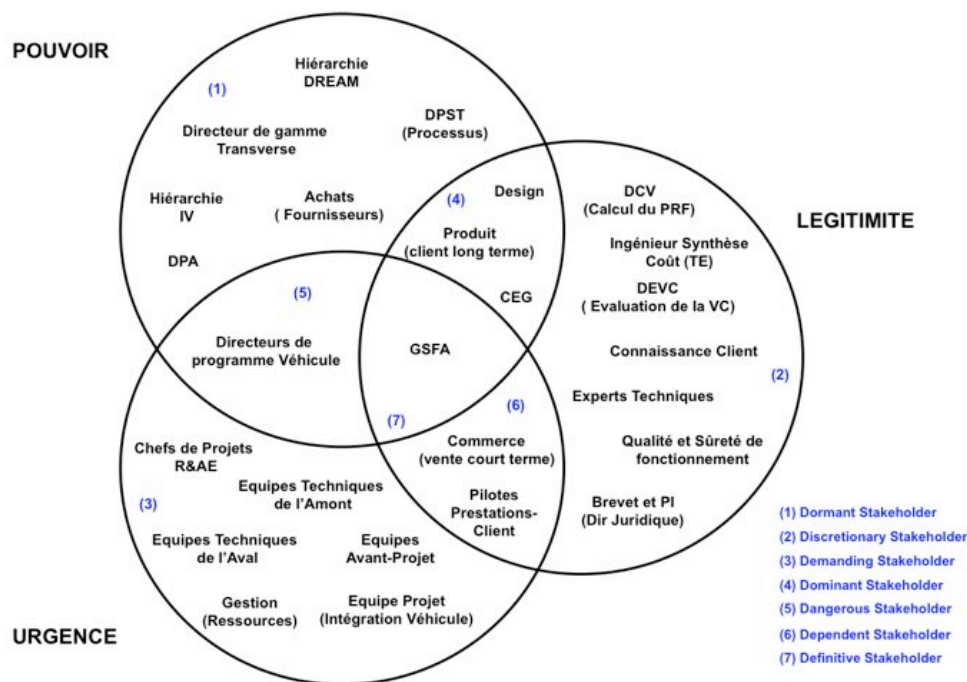 POUVOIR
Hiérarchie
DREAM
(1)
DPST
(Processus)
Directeur de gamme
Transverse
Hiérarchie
IV
Achats
( Fournisseurs)
DPA
Design
(4)
Produit
(client long terme)
CEG
DCV
(Calcul du PRF)
LEGITIMITE
Ingénieur Synthèse
Coût (TE)
DEVC
( Evaluation de la VC)
Connaissance Client
(2)
Experts Techniques
Qualité et Sûreté de
fonctionnement
Brevet et PI
(Dir Juridique)
(5)
Directeurs de
programme Véhicule
GSFA
(7)
(6)
Commerce
(vente court terme)
Pilotes
Prestations-
Client
Chefs de Projets
R&AE
(3)
Equipes Techniques
de l'Amont
Equipes Techniques
de l'Aval
Equipes
Avant-Projet
Gestion
(Ressources)
Equipe Projet
(Intégration Véhicule)
URGENCE
(1) Dormant Stakeholder
(2) Discretionary Stakeholder
(3) Demanding Stakeholder
(4) Dominant Stakeholder
(5) Dangerous Stakeholder
(6) Dependent Stakeholder
(7) Definitive Stakeholder